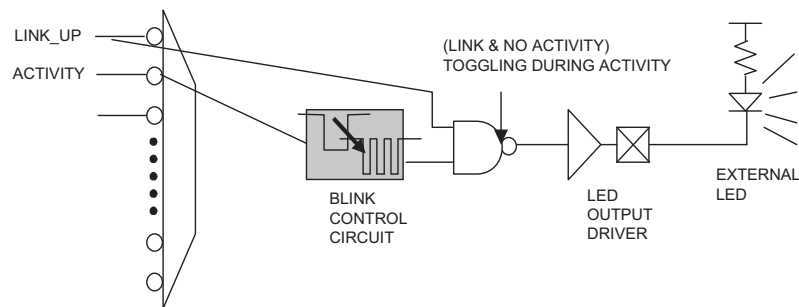 LINK_UP
ACTIVITY
(LINK & NO ACTIVITY)
TOGGLING DURING ACTIVITY
BLINK
CONTROL
CIRCUIT
LED
OUTPUT
DRIVER
EXTERNAL
LED